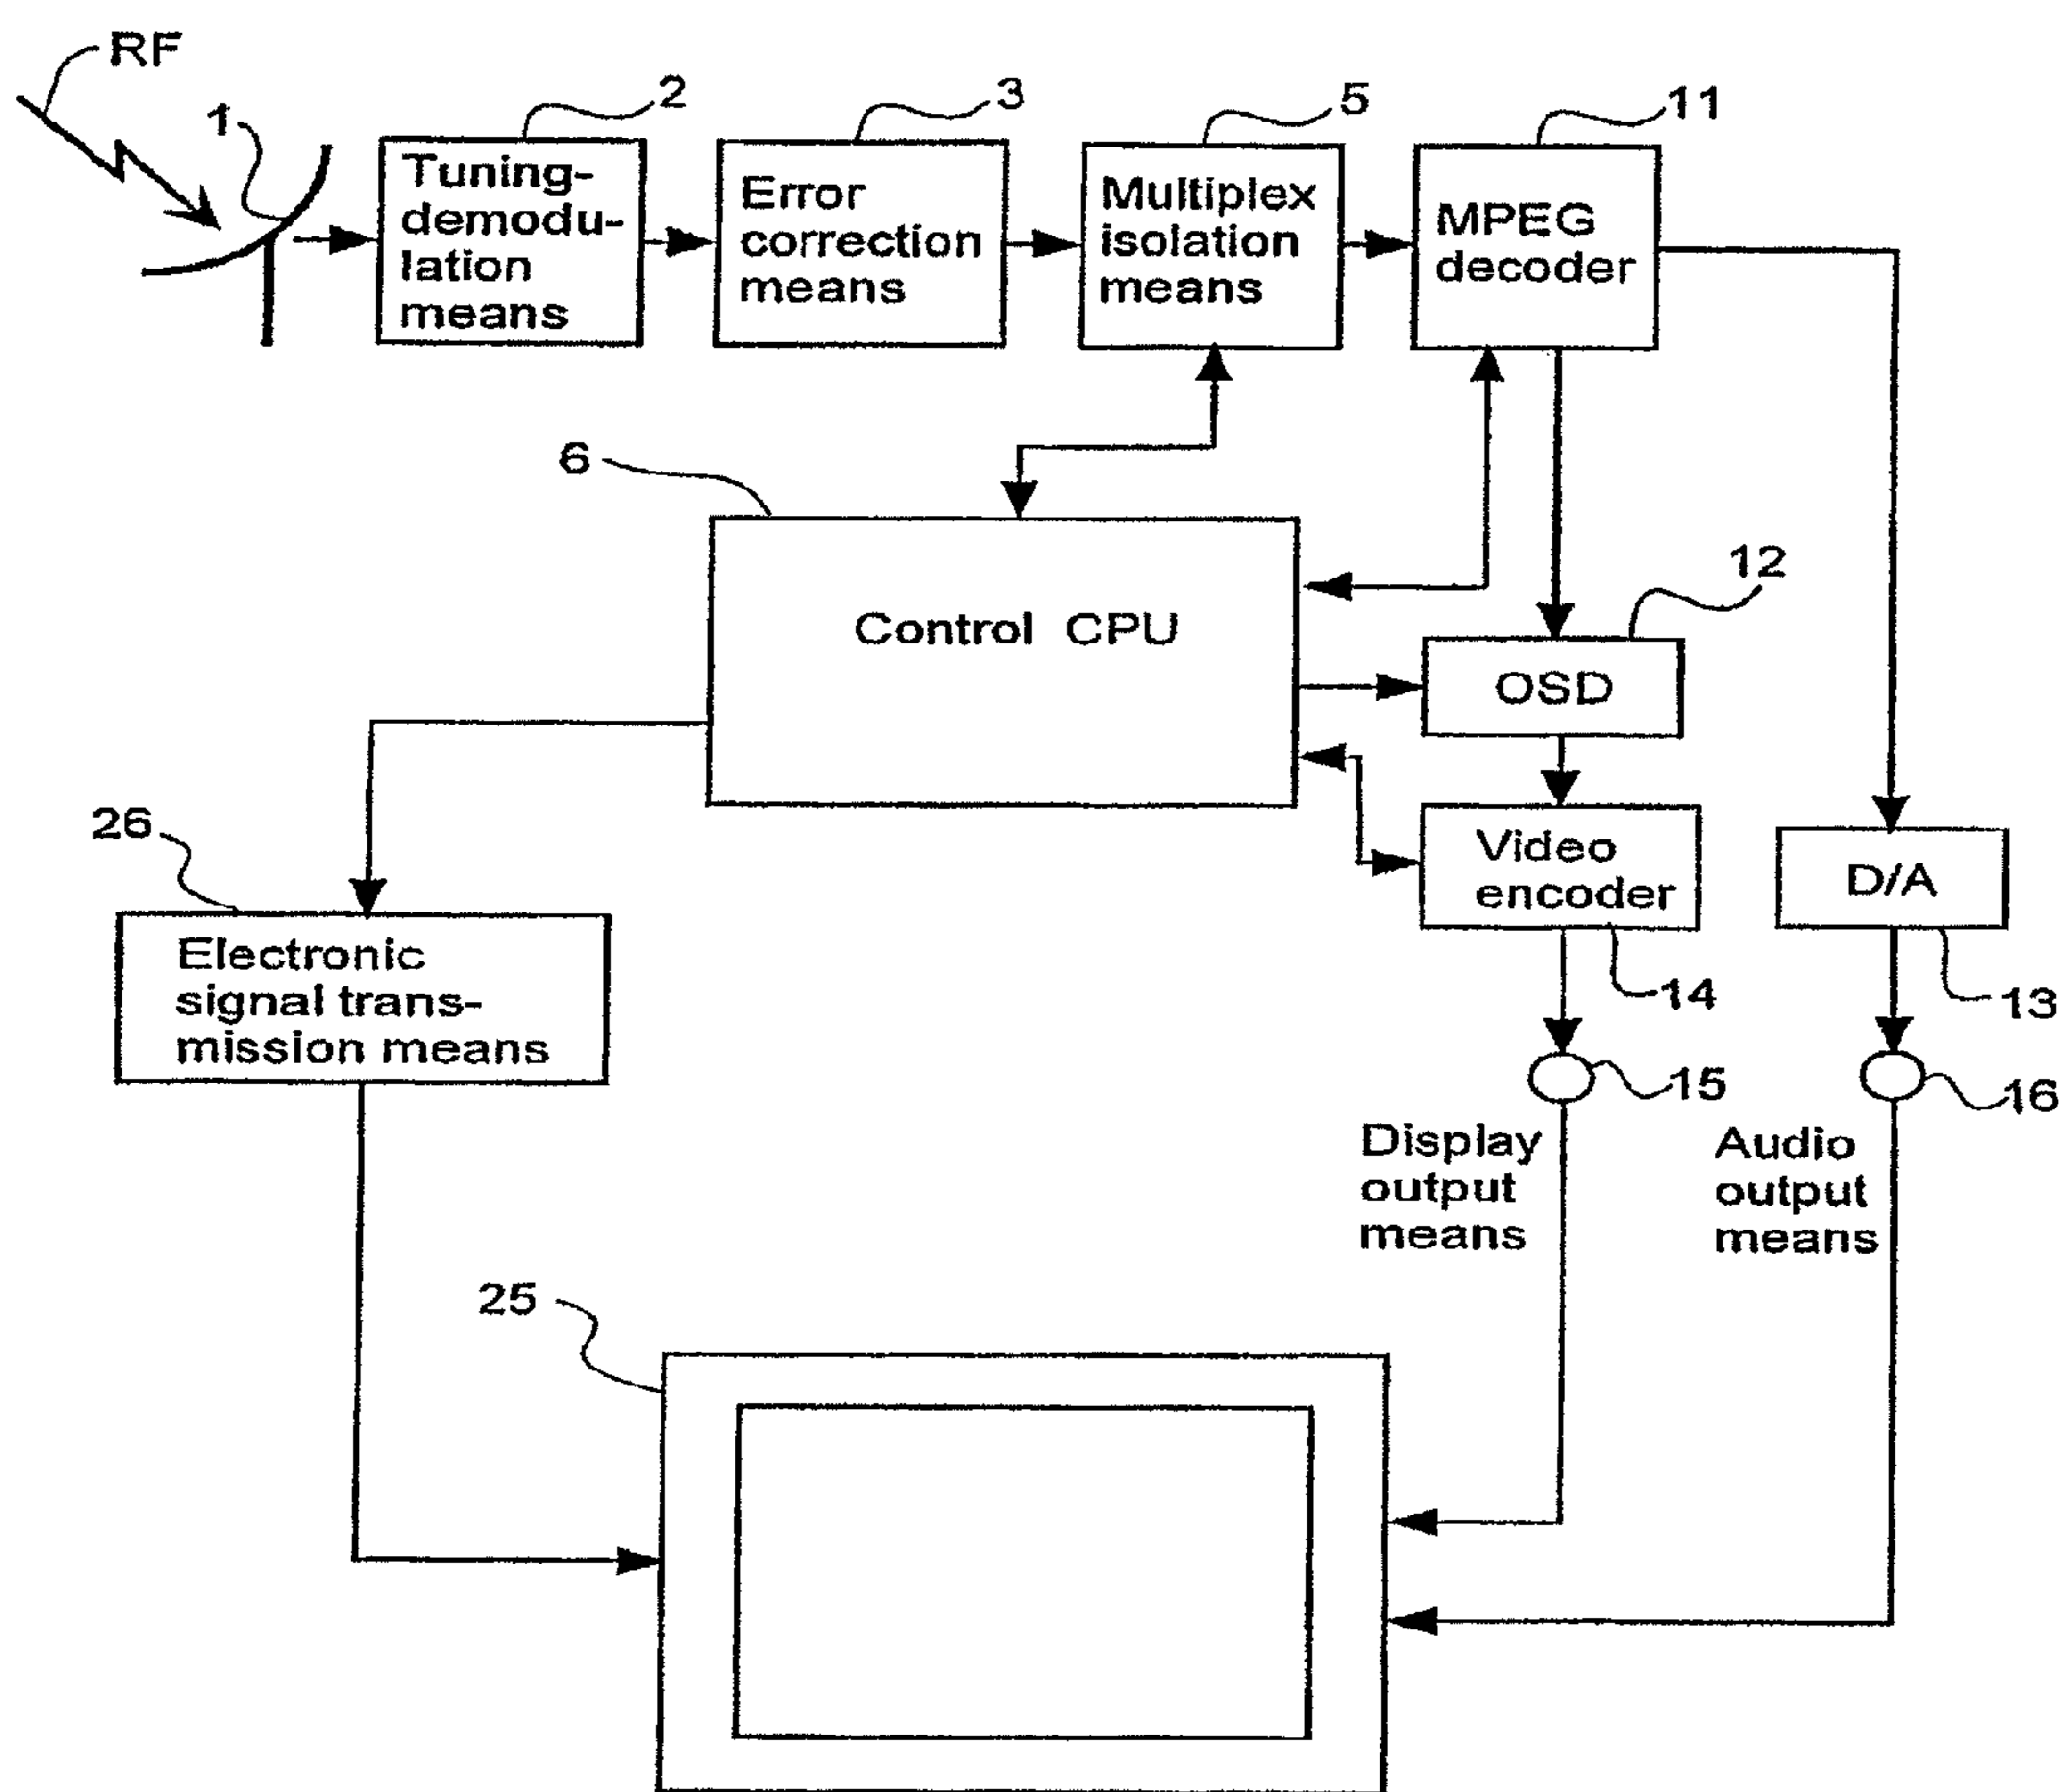 RF
1
2
3
5
11
Tuning-
demodu-
lation
means
Error
correction
means
Multiplex
isolation
means
MPEG
decoder
6
Control CPU
12
OSD
26
Electronic
signal trans-
mission means
Video
encoder
D/A
14
13
15
16
Display
output
means
Audio
output
means
25